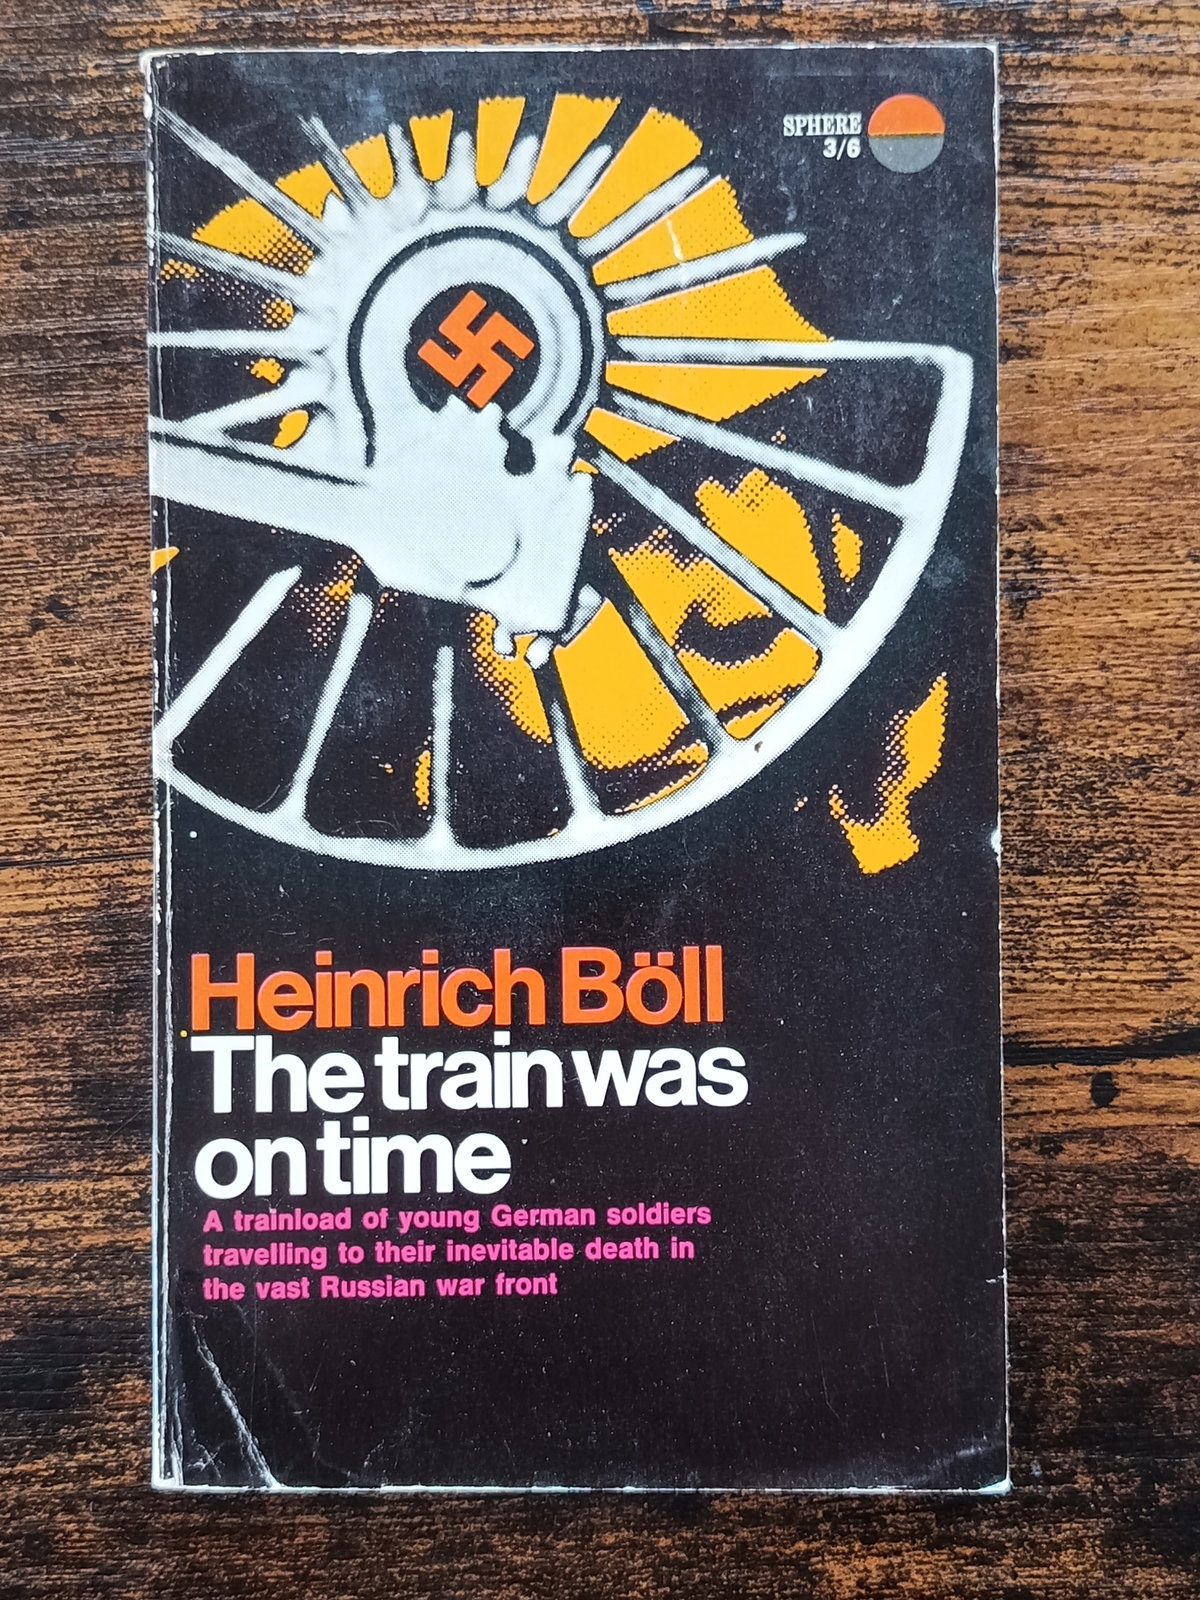 SPHERE
3/6
Heinrich Böll
The train was
on time
A trainload of young German soldiers
travelling to their inevitable death in
the vast Russian war front